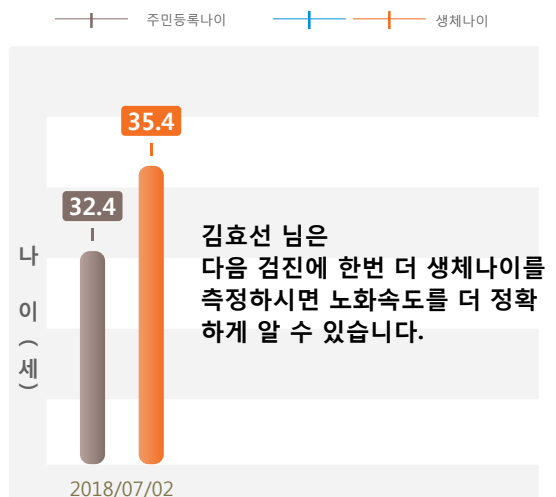 주민등록나이 생체나이
35.4
32.4
김효선 님은
다음 검진에 한번 더 생체나이를
측정하시면 노화속도를 더 정확
하게 알 수 있습니다.
나이(세)
2018/07/02